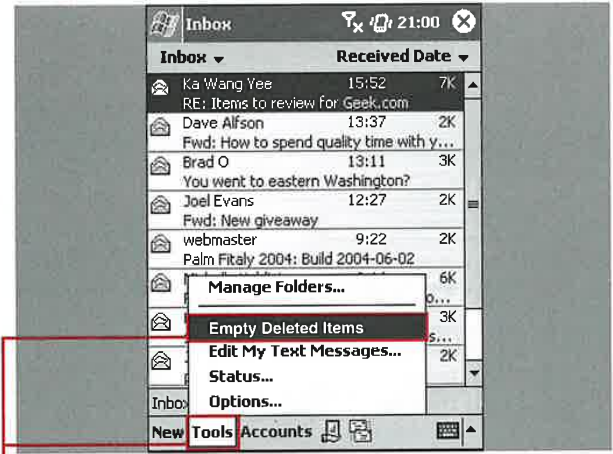 Inbox 21:00
Inbox Received Date
Ka Wang Yee 15:52 7K
RE: Items to review for Geek.com
Dave Alfson 13:37 2K
Fwd: How to spend quality time with y...
Brad O 13:11 3K
You went to eastern Washington?
Joel Evans 12:27 2K
Fwd: New giveaway
webmaster 9:22 2K
Palm Fitaly 2004: Build 2004-06-02
6K
Manage Folders...
3K
Empty Deleted Items
Edit My Text Messages... 2K
Status...
Options...
New Tools Accounts